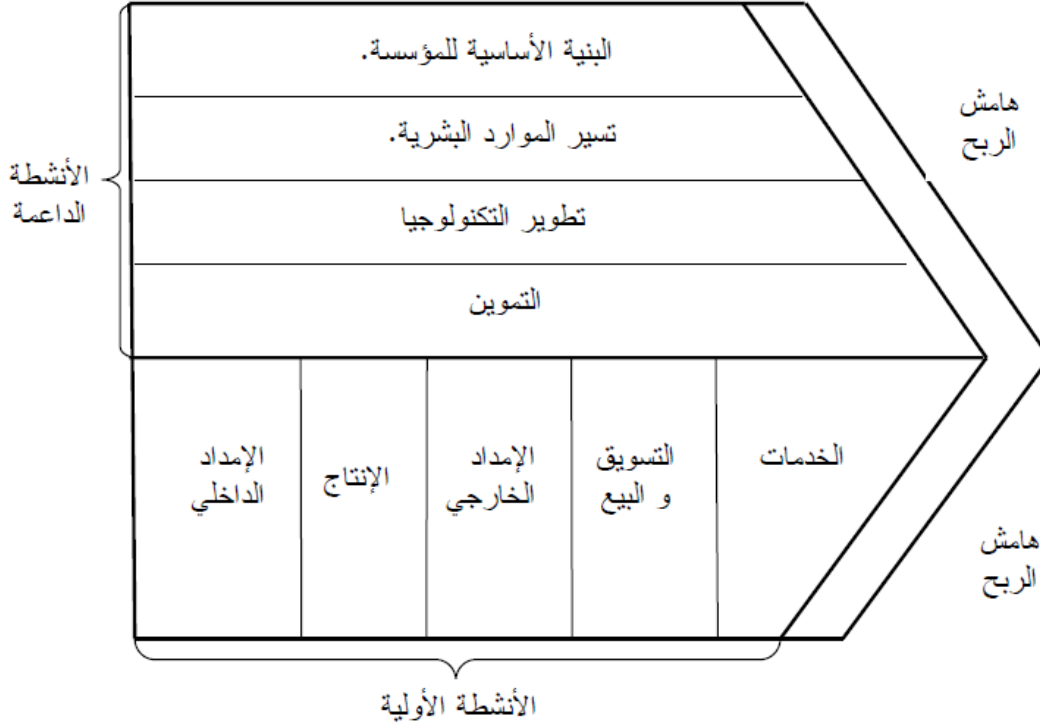 البنية الأساسية للمؤسسة.
تسير الموارد البشرية.
تطوير التكنولوجيا
التموين
الأنشطة
الداعمة
هامش
الربح
الإمداد
الداخلي
الإنتاج
الإمداد
الخارجي
التسويق
و البيع
الخدمات
هامش
الربح
الأنشطة الأولية